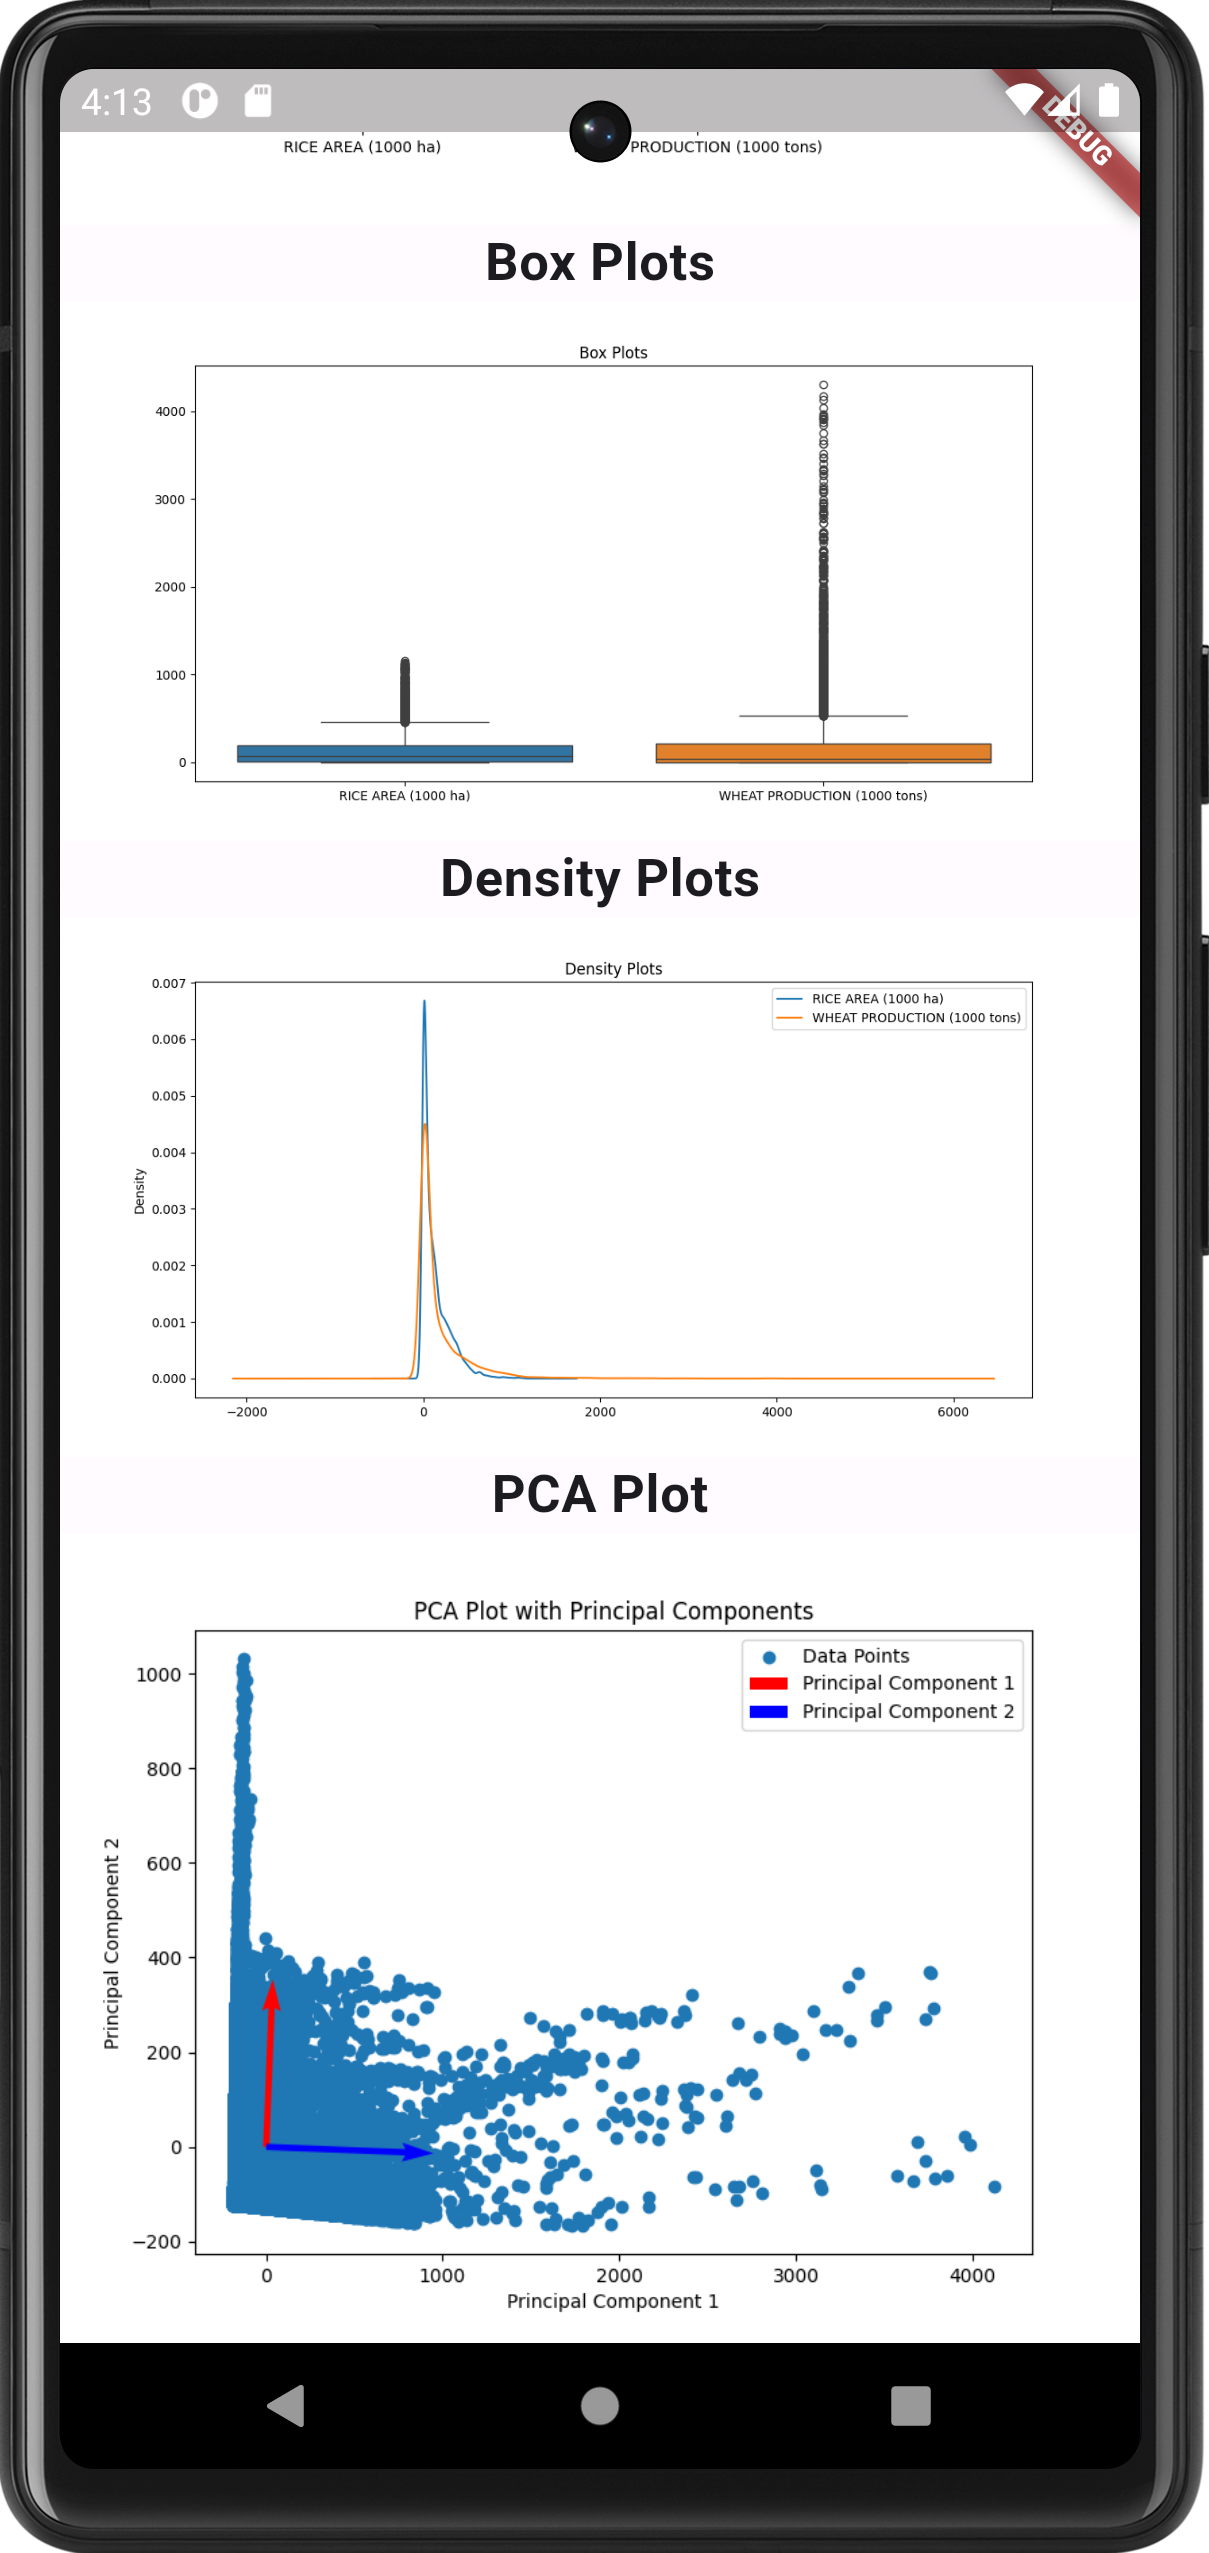 4:13
DEBUG
RICE AREA (1000 ha) PRODUCTION (1000 tons)
Box Plots
Box Plots
4000
3000
2000
1000
0
RICE AREA (1000 ha) WHEAT PRODUCTION (1000 tons)
Density Plots
Density Plots
0.007
0.006
0.005
0.004
0.003
0.002
0.001
0.000
Density
RICE AREA (1000 ha)
WHEAT PRODUCTION (1000 tons)
−2000 0 2000 4000 6000
PCA Plot
PCA Plot with Principal Components
1000
800
600
400
200
0
−200
Principal Component 2
Data Points
Principal Component 1
Principal Component 2
0 1000 2000 3000 4000
Principal Component 1